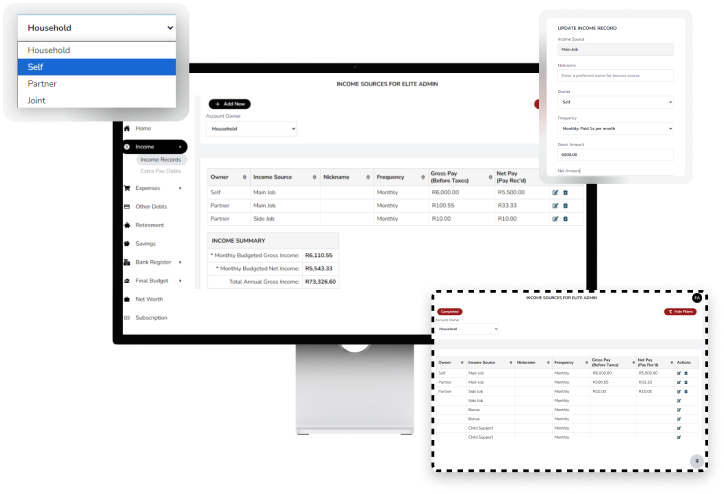 Household
Household
Self
Partner
Joint
INCOME SOURCES FOR ELITE ADMIN
+ Add New
Account Owner
Household
Home
Income
Income Records
Extra Pay Dates
Expenses
Other Debts
Retirement
Savings
Bank Register
Final Budget
Net Worth
Subscription
Owner Income Source Nickname Frequency Gross Pay (Before Taxes) Net Pay (Pay Rec'd)
Self Main Job Monthly R6,000.00 R5,500.00
Partner Main Job Monthly R100.55 R33.33
Partner Side Job Monthly R10.00 R10.00
INCOME SUMMARY
* Monthly Budgeted Gross Income: R6,110.55
* Monthly Budgeted Net Income: R5,543.33
Total Annual Gross Income: R73,326.60
UPDATE INCOME RECORD
Income Source
Main Job
Nickname
Enter a preferred name for income source
Owner
Self
Frequency
Monthly: Paid 1x per month
Gross Amount
6000.00
Net Amount
INCOME SOURCES FOR ELITE ADMIN
EA
Completed
Hide Filters
Account Owner
Household
Owner Income Source Nickname Frequency Gross Pay (Before Taxes) Net Pay (Pay Rec'd) Actions
Self Main Job Monthly R6,000.00 R5,500.00
Partner Main Job Monthly R100.55 R33.33
Partner Side Job Monthly R10.00 R10.00
Side Job Monthly
Bonus Monthly
Bonus Monthly
Child Support Monthly
Child Support Monthly